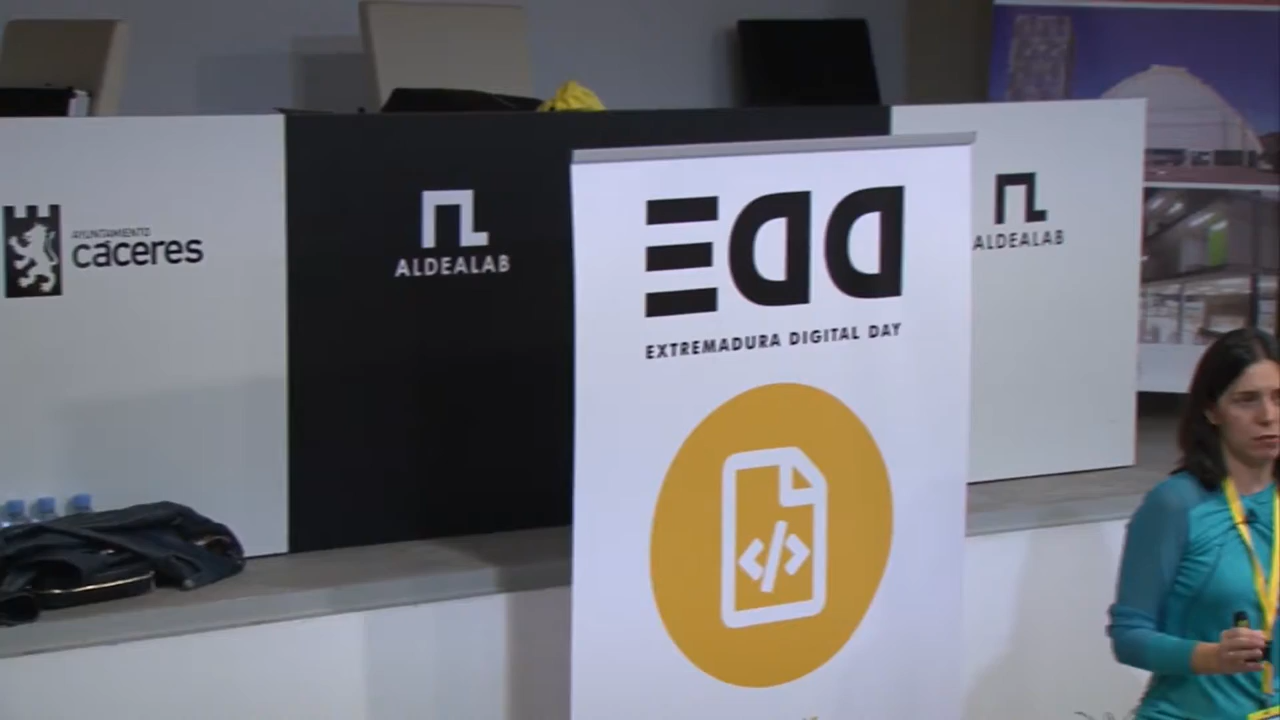 AYUNTAMIENTO
cáceres
ALDEALAB
EDD
EXTREMADURA DIGITAL DAY
</>
ALDEALAB